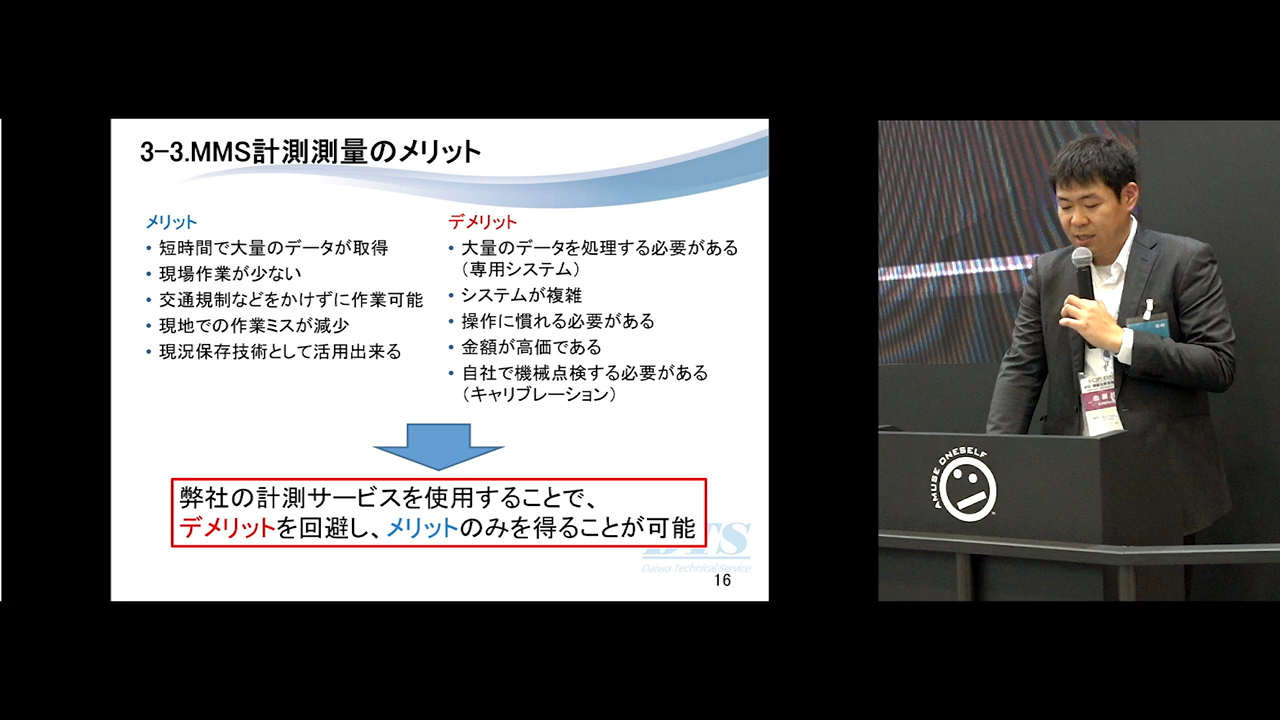 3-3.MMS計測測量のメリット
メリット
• 短時間で大量のデータが取得
• 現場作業が少ない
• 交通規制などをかけずに作業可能
• 現地での作業ミスが減少
• 現況保存技術として活用出来る
デメリット
• 大量のデータを処理する必要がある
（専用システム）
• システムが複雑
• 操作に慣れる必要がある
• 金額が高価である
• 自社で機械点検する必要がある
（キャリブレーション）
弊社の計測サービスを使用することで、
デメリットを回避し、メリットのみを得ることが可能
DTS
Daiwa Technical Service
16
AMUSE ONESELF